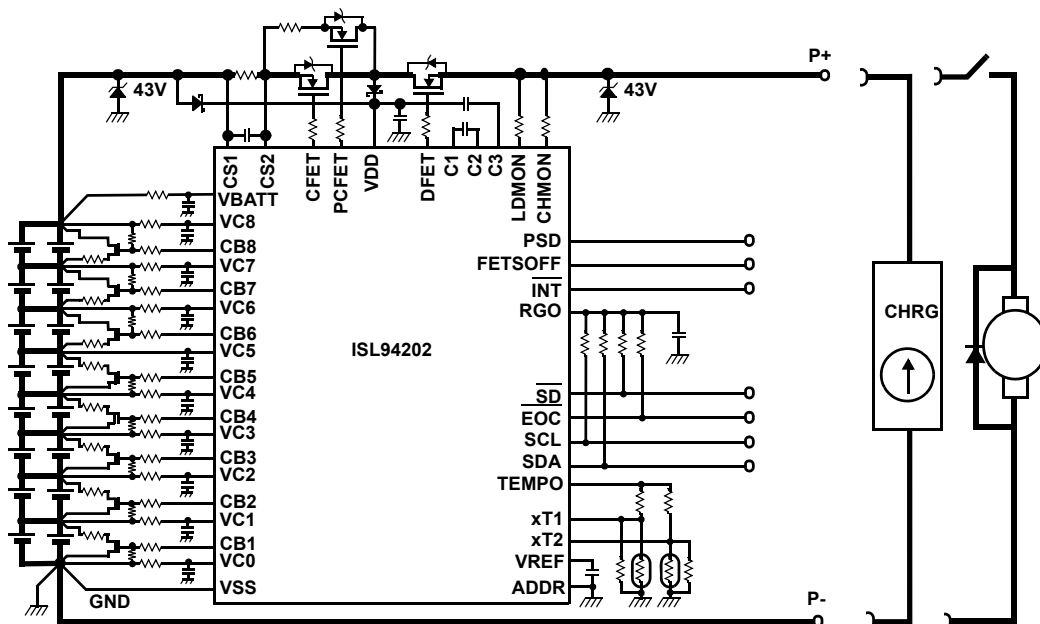 P+
43V
43V
CS1
CS2
CFET
PCFET
VDD
DFET
C1
C2
C3
LDMON
CHMON
VBATT
VC8
CB8
VC7
CB7
VC6
CB6
VC5
CB5
VC4
CB4
VC3
CB3
VC2
CB2
VC1
CB1
VC0
VSS
GND
ISL94202
PSD
FETSOFF
INT
RGO
SD
EOC
SCL
SDA
TEMPO
xT1
xT2
VREF
ADDR
CHRG
P-